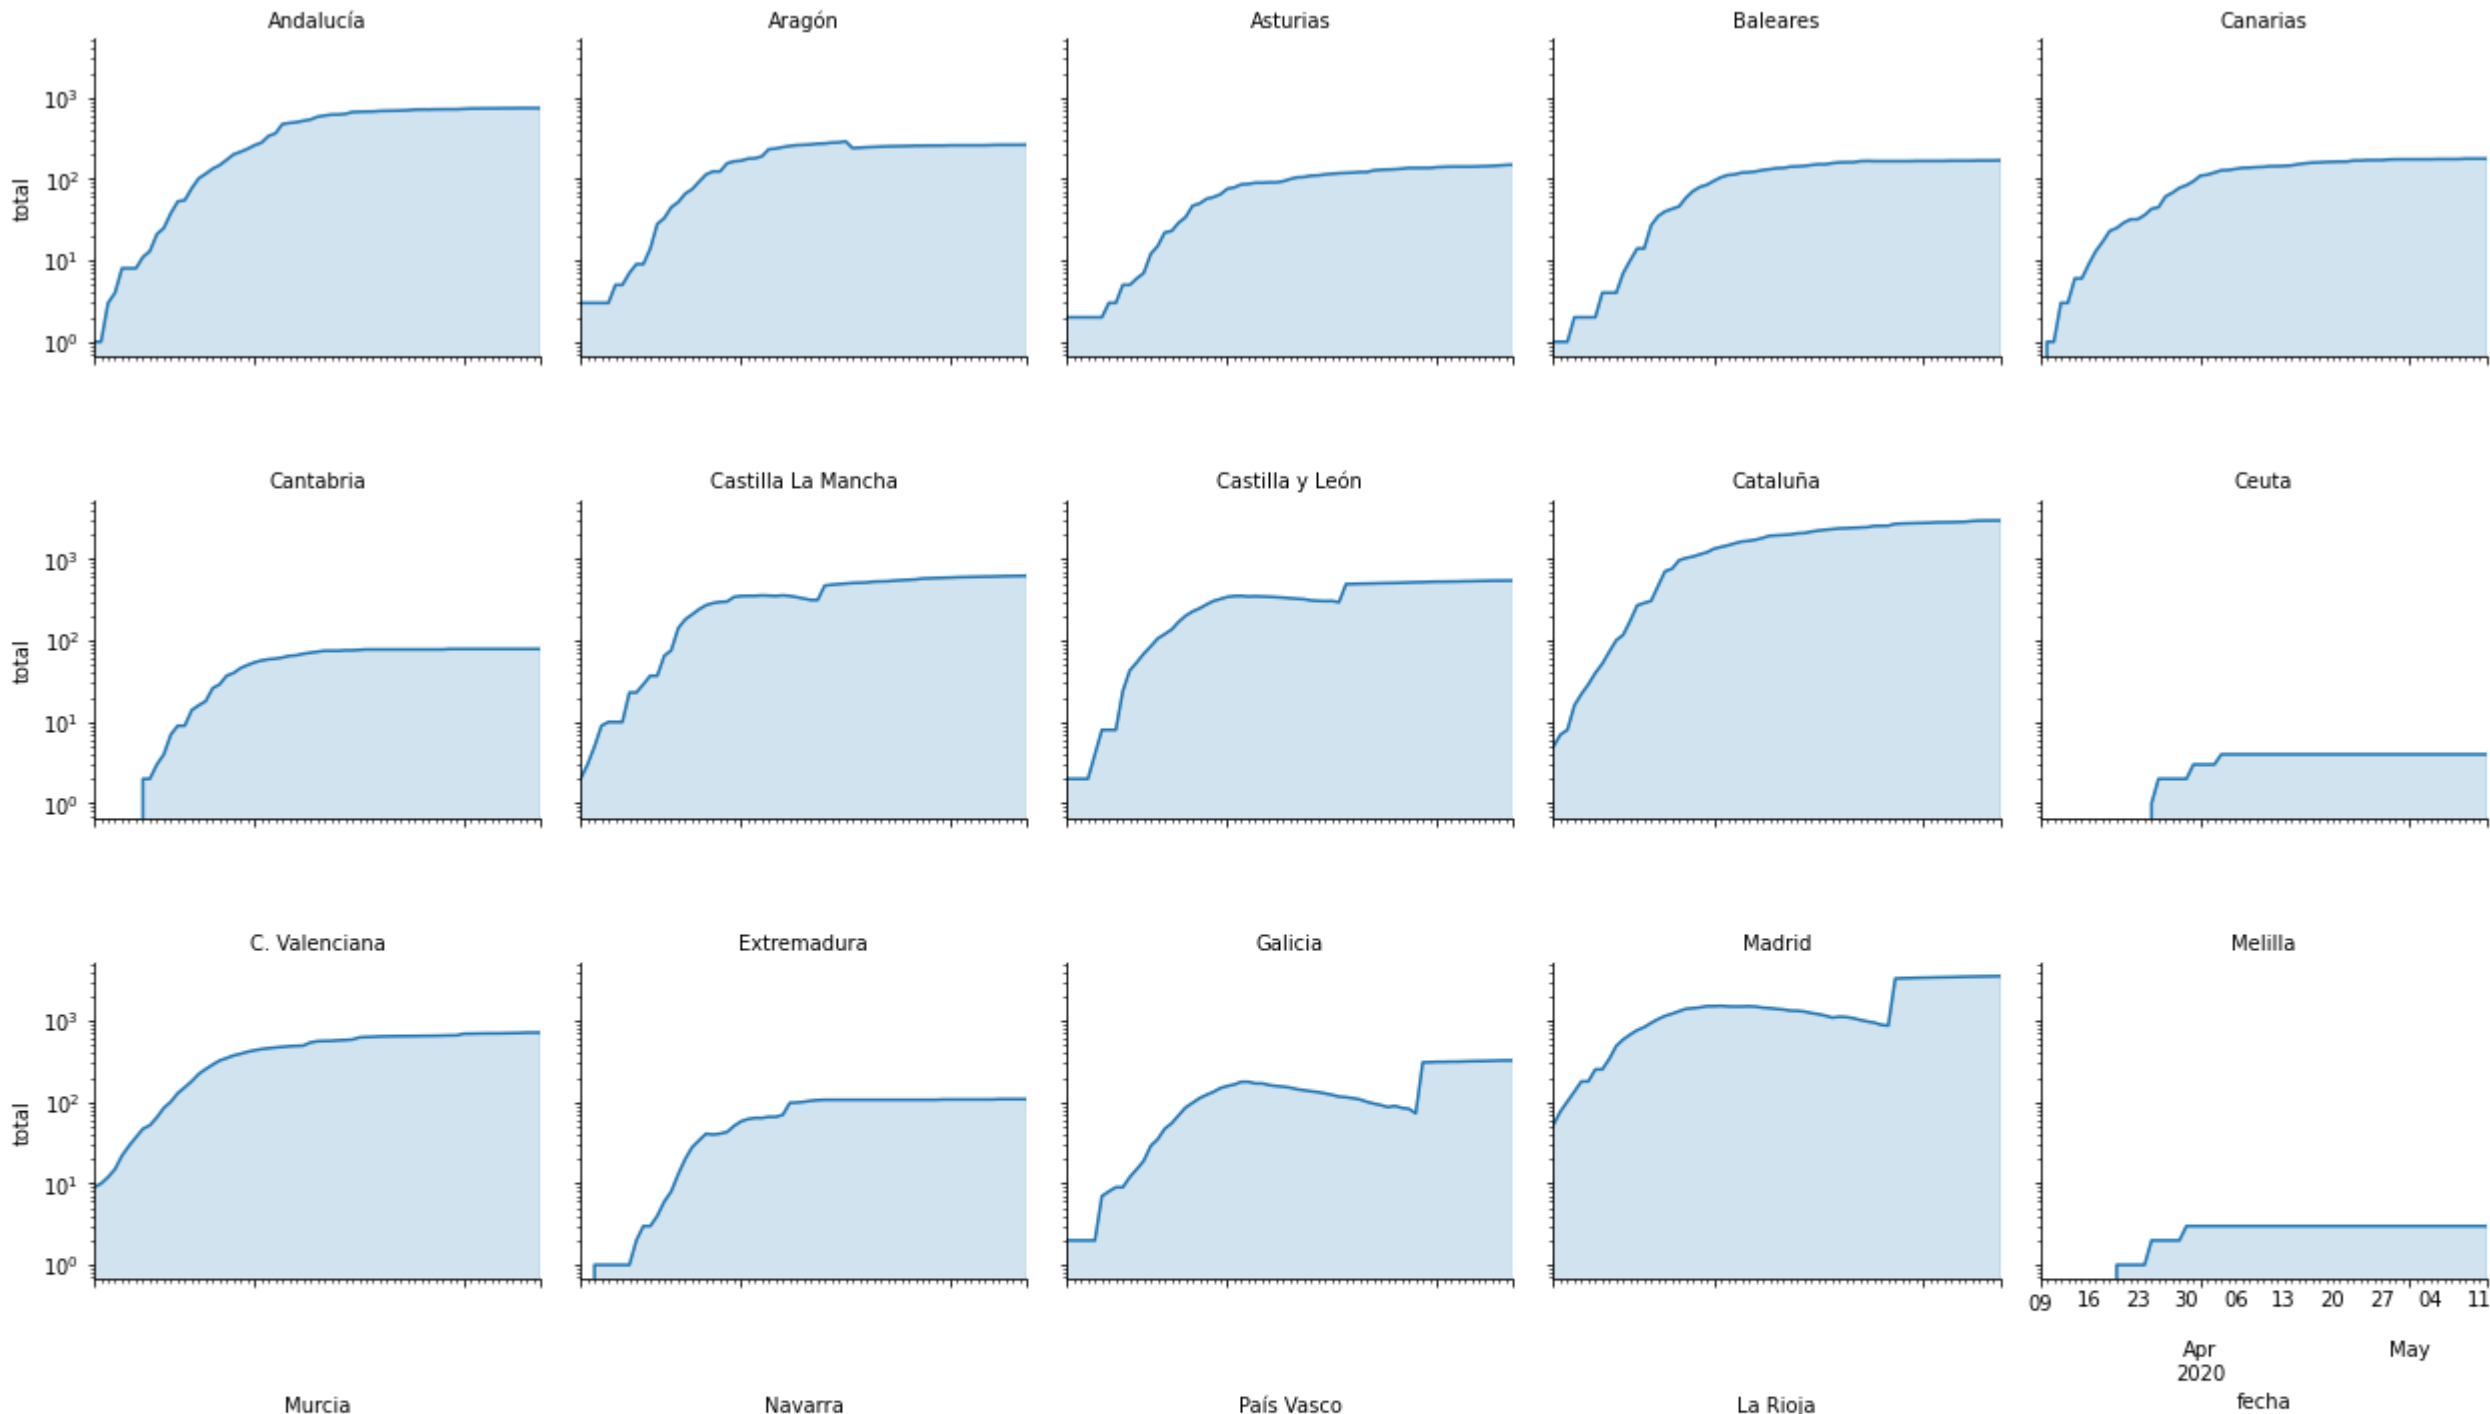 Andalucía Aragón Asturias Baleares Canarias
total
10³
10²
10¹
10⁰
Cantabria Castilla La Mancha Castilla y León Cataluña Ceuta
total
10³
10²
10¹
10⁰
C. Valenciana Extremadura Galicia Madrid Melilla
total
10³
10²
10¹
10⁰
09 16 23 30 06 13 20 27 04 11
Apr May
2020
fecha
Murcia Navarra País Vasco La Rioja